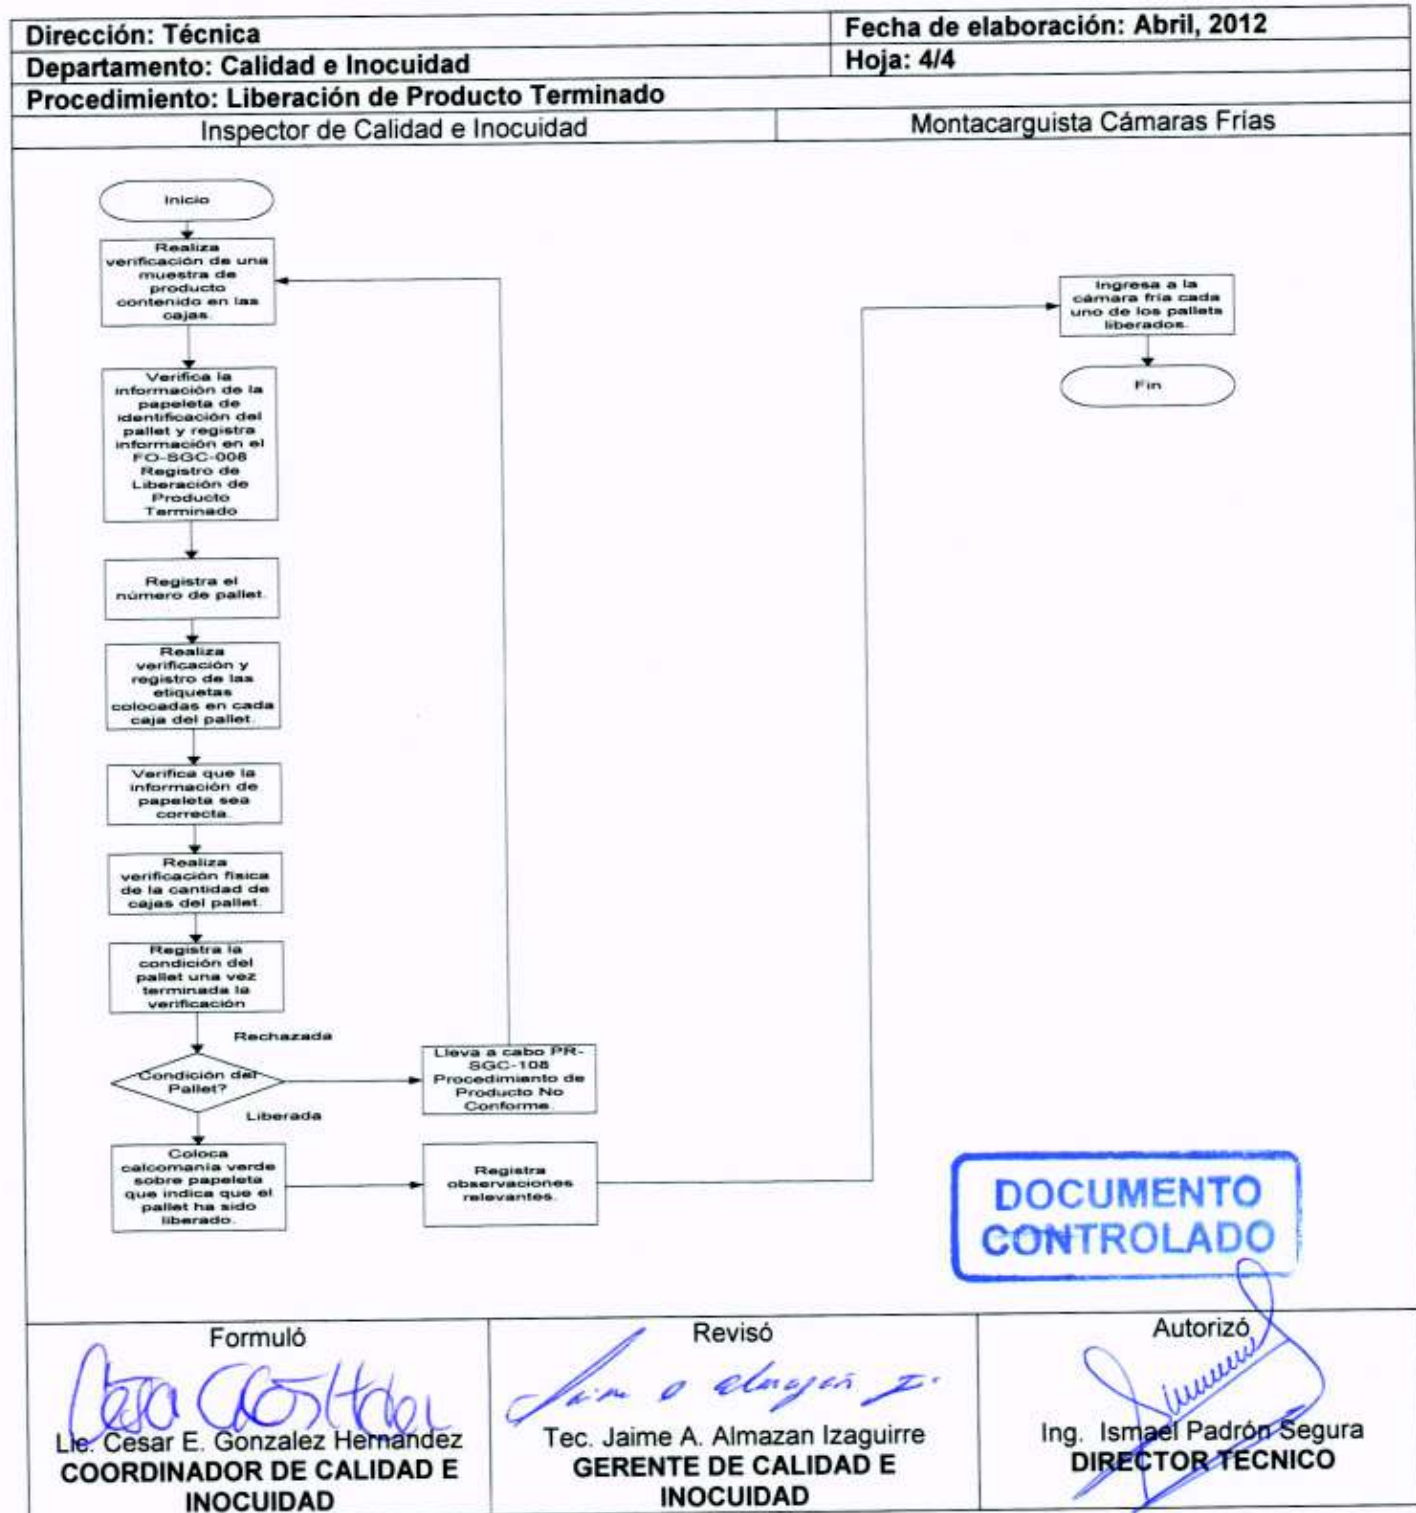 Dirección: Técnica
Fecha de elaboración: Abril, 2012
Departamento: Calidad e Inocuidad
Hoja: 4/4
Procedimiento: Liberación de Producto Terminado
Inspector de Calidad e Inocuidad
Montacarguista Cámaras Frías
Inicio
Realiza
verificación de una
muestra de
producto
contenido en las
cajas.
Verifica la
información de la
papeleta de
identificación del
pallet y registra
información en el
FO-SGC-008
Registro de
Liberación de
Producto
Terminado
Registra el
número de pallet.
Realiza
verificación y
registro de las
etiquetas
colocadas en cada
caja del pallet.
Verifica que la
información de
papeleta sea
correcta.
Realiza
verificación física
de la cantidad de
cajas del pallet.
Registra la
condición del
pallet una vez
terminada la
verificación
Rechazada
Condición del
Pallet?
Liberada
Lleva a cabo PR-
SGC-108
Procedimiento de
Producto No
Conforme.
Coloca
calcomanía verde
sobre papeleta
que indica que el
pallet ha sido
liberado.
Registra
observaciones
relevantes.
Ingresa a la
cámara fría cada
uno de los pallets
liberados.
Fin
DOCUMENTO
CONTROLADO
Formuló
Lic. Cesar E. Gonzalez Hernandez
COORDINADOR DE CALIDAD E
INOCUIDAD
Revisó
Tec. Jaime A. Almazan Izaguirre
GERENTE DE CALIDAD E
INOCUIDAD
Autorizó
Ing. Ismael Padrón Segura
DIRECTOR TECNICO